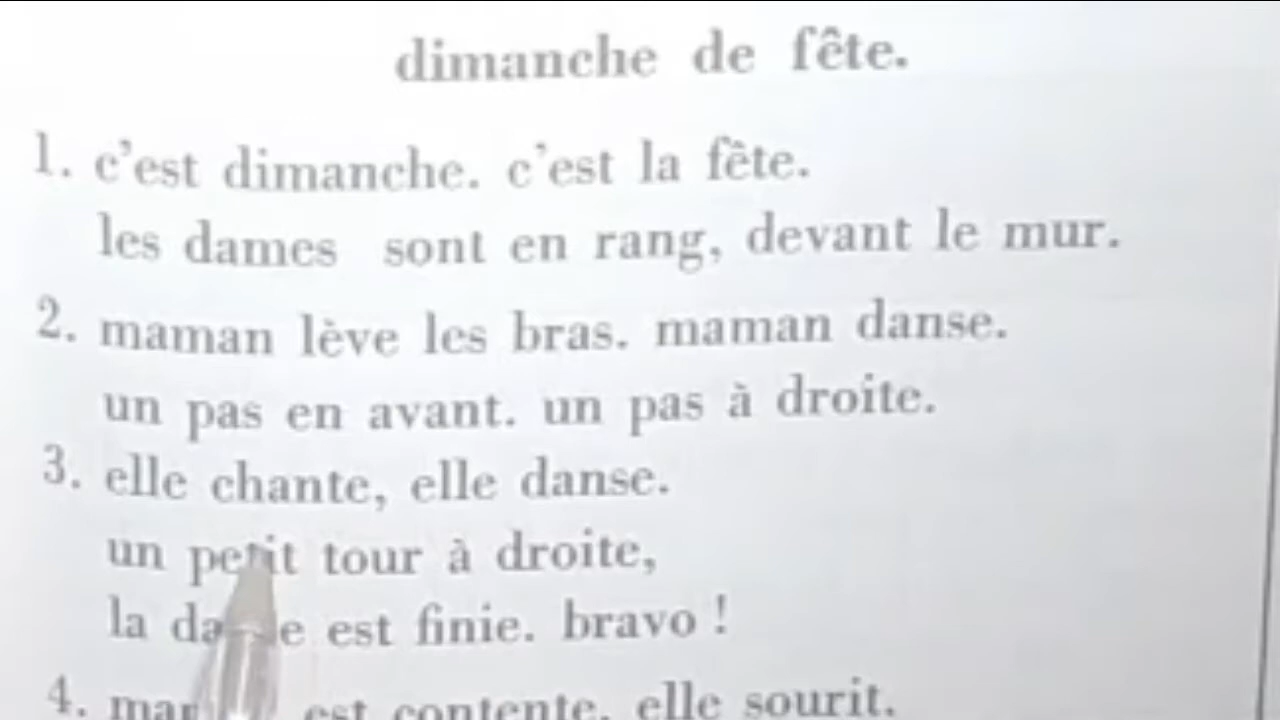 dimanche de fête.
1. c'est dimanche. c'est la fête.
les dames sont en rang, devant le mur.
2. maman lève les bras. maman danse.
un pas en avant. un pas à droite.
3. elle chante, elle danse.
un petit tour à droite,
la danse est finie. bravo !
4. est contente. elle sourit.